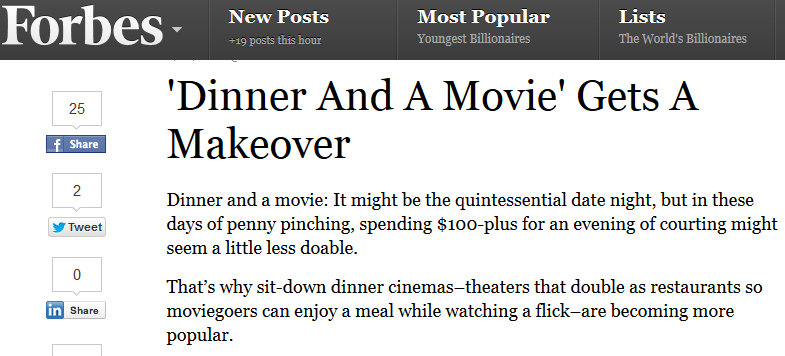 Forbes
New Posts
+19 posts this hour
Most Popular
Youngest Billionaires
Lists
The World's Billionaires
25
Share
2
Tweet
0
in Share
'Dinner And A Movie' Gets A
Makeover
Dinner and a movie: It might be the quintessential date night, but in these
days of penny pinching, spending $100-plus for an evening of courting might
seem a little less doable.
That’s why sit-down dinner cinemas–theaters that double as restaurants so
moviegoers can enjoy a meal while watching a flick–are becoming more
popular.